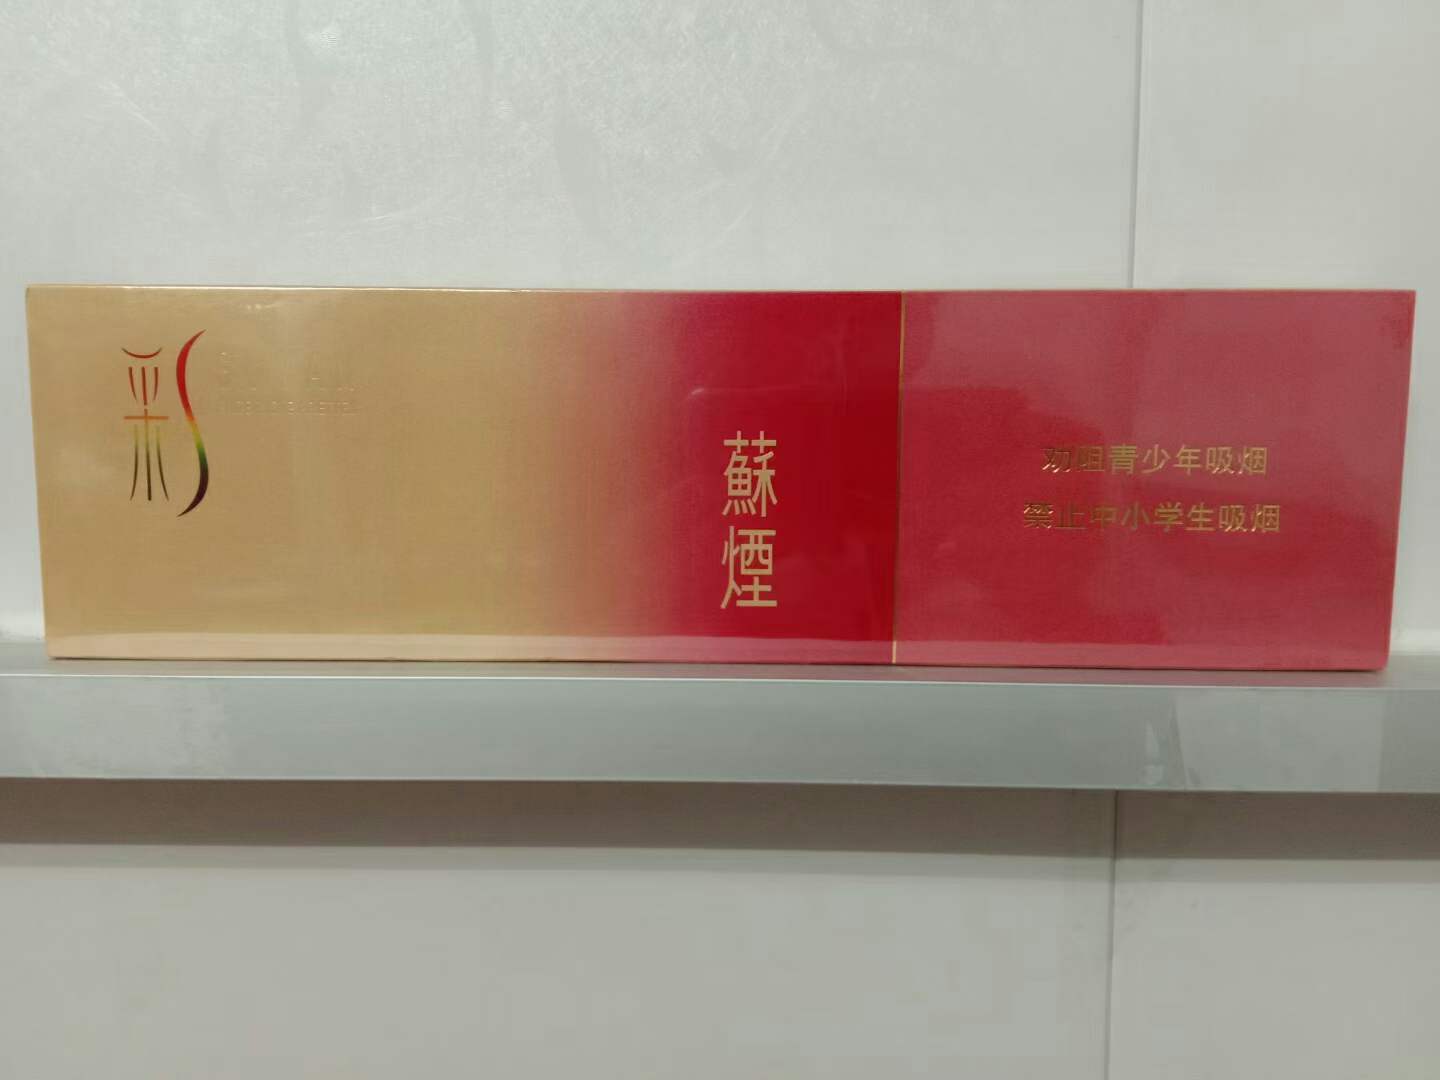 彩
蘇煙
劝阻青少年吸烟
禁止中小学生吸烟